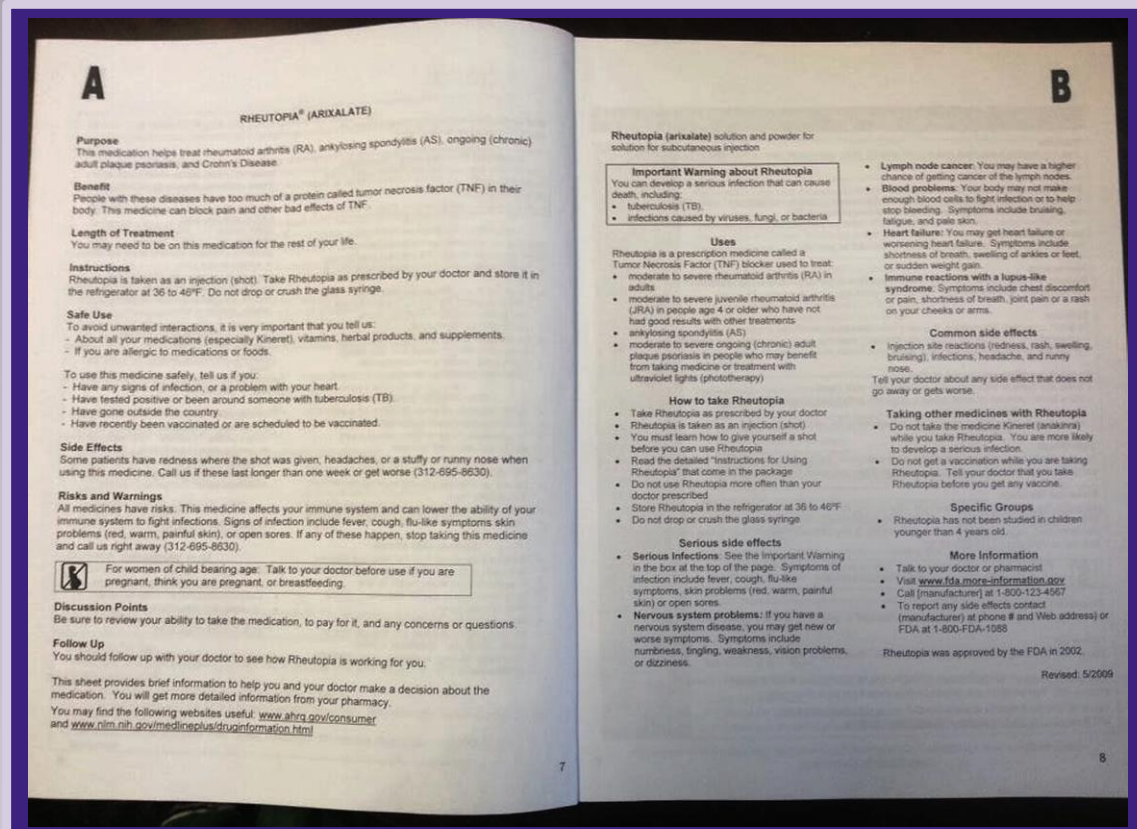 A
RHEUTOPIA® (ARIXALATE)
Purpose
This medication helps treat rheumatoid arthritis (RA), ankylosing spondylitis (AS), ongoing (chronic)
adult plaque psoriasis, and Crohn's Disease.
Benefit
People with these diseases have too much of a protein called tumor necrosis factor (TNF) in their
body. This medicine can block pain and other bad effects of TNF.
Length of Treatment
You may need to be on this medication for the rest of your life.
Instructions
Rheutopia is taken as an injection (shot). Take Rheutopia as prescribed by your doctor and store it in
the refrigerator at 36 to 46°F. Do not drop or crush the glass syringe.
Safe Use
To avoid unwanted interactions, it is very important that you tell us:
- About all your medications (especially Kineret), vitamins, herbal products, and supplements.
- If you are allergic to medications or foods.
To use this medicine safely, tell us if you:
- Have any signs of infection, or a problem with your heart.
- Have tested positive or been around someone with tuberculosis (TB).
- Have gone outside the country.
- Have recently been vaccinated or are scheduled to be vaccinated.
Side Effects
Some patients have redness where the shot was given, headaches, or a stuffy or runny nose when
using this medicine. Call us if these last longer than one week or get worse (312-695-8630).
Risks and Warnings
All medicines have risks. This medicine affects your immune system and can lower the ability of your
immune system to fight infections. Signs of infection include fever, cough, flu-like symptoms skin
problems (red, warm, painful skin), or open sores. If any of these happen, stop taking this medicine
and call us right away (312-695-8630).
For women of child bearing age: Talk to your doctor before use if you are
pregnant, think you are pregnant, or breastfeeding.
Discussion Points
Be sure to review your ability to take the medication, to pay for it, and any concerns or questions.
Follow Up
You should follow up with your doctor to see how Rheutopia is working for you.
This sheet provides brief information to help you and your doctor make a decision about the
medication. You will get more detailed information from your pharmacy.
You may find the following websites useful: www.ahrq.gov/consumer
and www.nlm.nih.gov/medlineplus/druginformation.html
7
B
Rheutopia (arixalate) solution and powder for
solution for subcutaneous injection
Important Warning about Rheutopia
You can develop a serious infection that can cause
death, including:
• tuberculosis (TB),
• infections caused by viruses, fungi, or bacteria
Uses
Rheutopia is a prescription medicine called a
Tumor Necrosis Factor (TNF) blocker used to treat:
• moderate to severe rheumatoid arthritis (RA) in
adults
• moderate to severe juvenile rheumatoid arthritis
(JRA) in people age 4 or older who have not
had good results with other treatments
• ankylosing spondylitis (AS)
• moderate to severe ongoing (chronic) adult
plaque psoriasis in people who may benefit
from taking medicine or treatment with
ultraviolet lights (phototherapy)
How to take Rheutopia
• Take Rheutopia as prescribed by your doctor
• Rheutopia is taken as an injection (shot)
• You must learn how to give yourself a shot
before you can use Rheutopia
• Read the detailed "Instructions for Using
Rheutopia" that come in the package
• Do not use Rheutopia more often than your
doctor prescribed
• Store Rheutopia in the refrigerator at 36 to 46°F
• Do not drop or crush the glass syringe
Serious side effects
• Serious Infections: See the Important Warning
in the box at the top of the page. Symptoms of
infection include fever, cough, flu-like
symptoms, skin problems (red, warm, painful
skin) or open sores.
• Nervous system problems: If you have a
nervous system disease, you may get new or
worse symptoms. Symptoms include
numbness, tingling, weakness, vision problems,
or dizziness.
• Lymph node cancer: You may have a higher
chance of getting cancer of the lymph nodes.
• Blood problems: Your body may not make
enough blood cells to fight infection or to help
stop bleeding. Symptoms include bruising,
fatigue, and pale skin.
• Heart failure: You may get heart failure or
worsening heart failure. Symptoms include
shortness of breath, swelling of ankles or feet,
or sudden weight gain.
• Immune reactions with a lupus-like
syndrome: Symptoms include chest discomfort
or pain, shortness of breath, joint pain or a rash
on your cheeks or arms.
Common side effects
• Injection site reactions (redness, rash, swelling,
bruising), infections, headache, and runny
nose.
Tell your doctor about any side effect that does not
go away or gets worse.
Taking other medicines with Rheutopia
• Do not take the medicine Kineret (anakinra)
while you take Rheutopia. You are more likely
to develop a serious infection.
• Do not get a vaccination while you are taking
Rheutopia. Tell your doctor that you take
Rheutopia before you get any vaccine.
Specific Groups
• Rheutopia has not been studied in children
younger than 4 years old.
More Information
• Talk to your doctor or pharmacist
• Visit www.fda.more-information.gov
• Call [manufacturer] at 1-800-123-4567
• To report any side effects contact
(manufacturer) at phone # and Web address) or
FDA at 1-800-FDA-1088
Rheutopia was approved by the FDA in 2002.
Revised: 5/2009
8